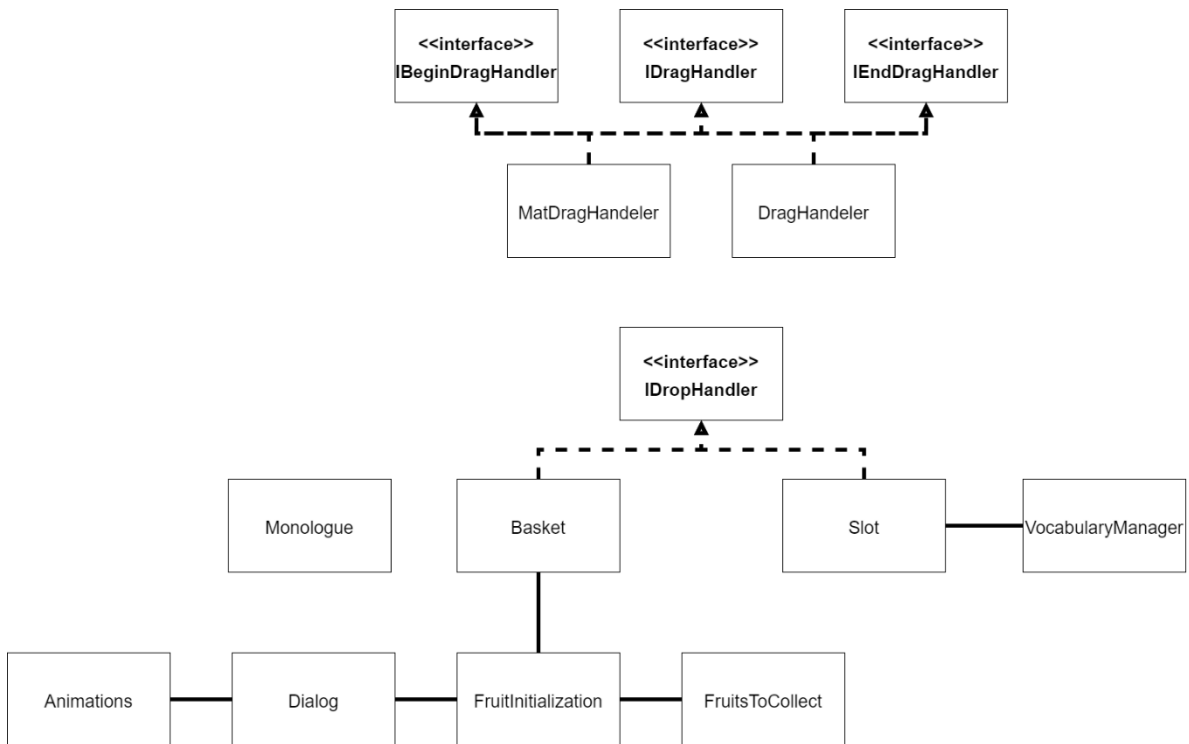 <<interface>>
IBeginDragHandler
<<interface>>
IDragHandler
<<interface>>
IEndDragHandler
MatDragHandeler
DragHandeler
<<interface>>
IDropHandler
Monologue
Basket
Slot
VocabularyManager
Animations
Dialog
FruitInitialization
FruitsToCollect